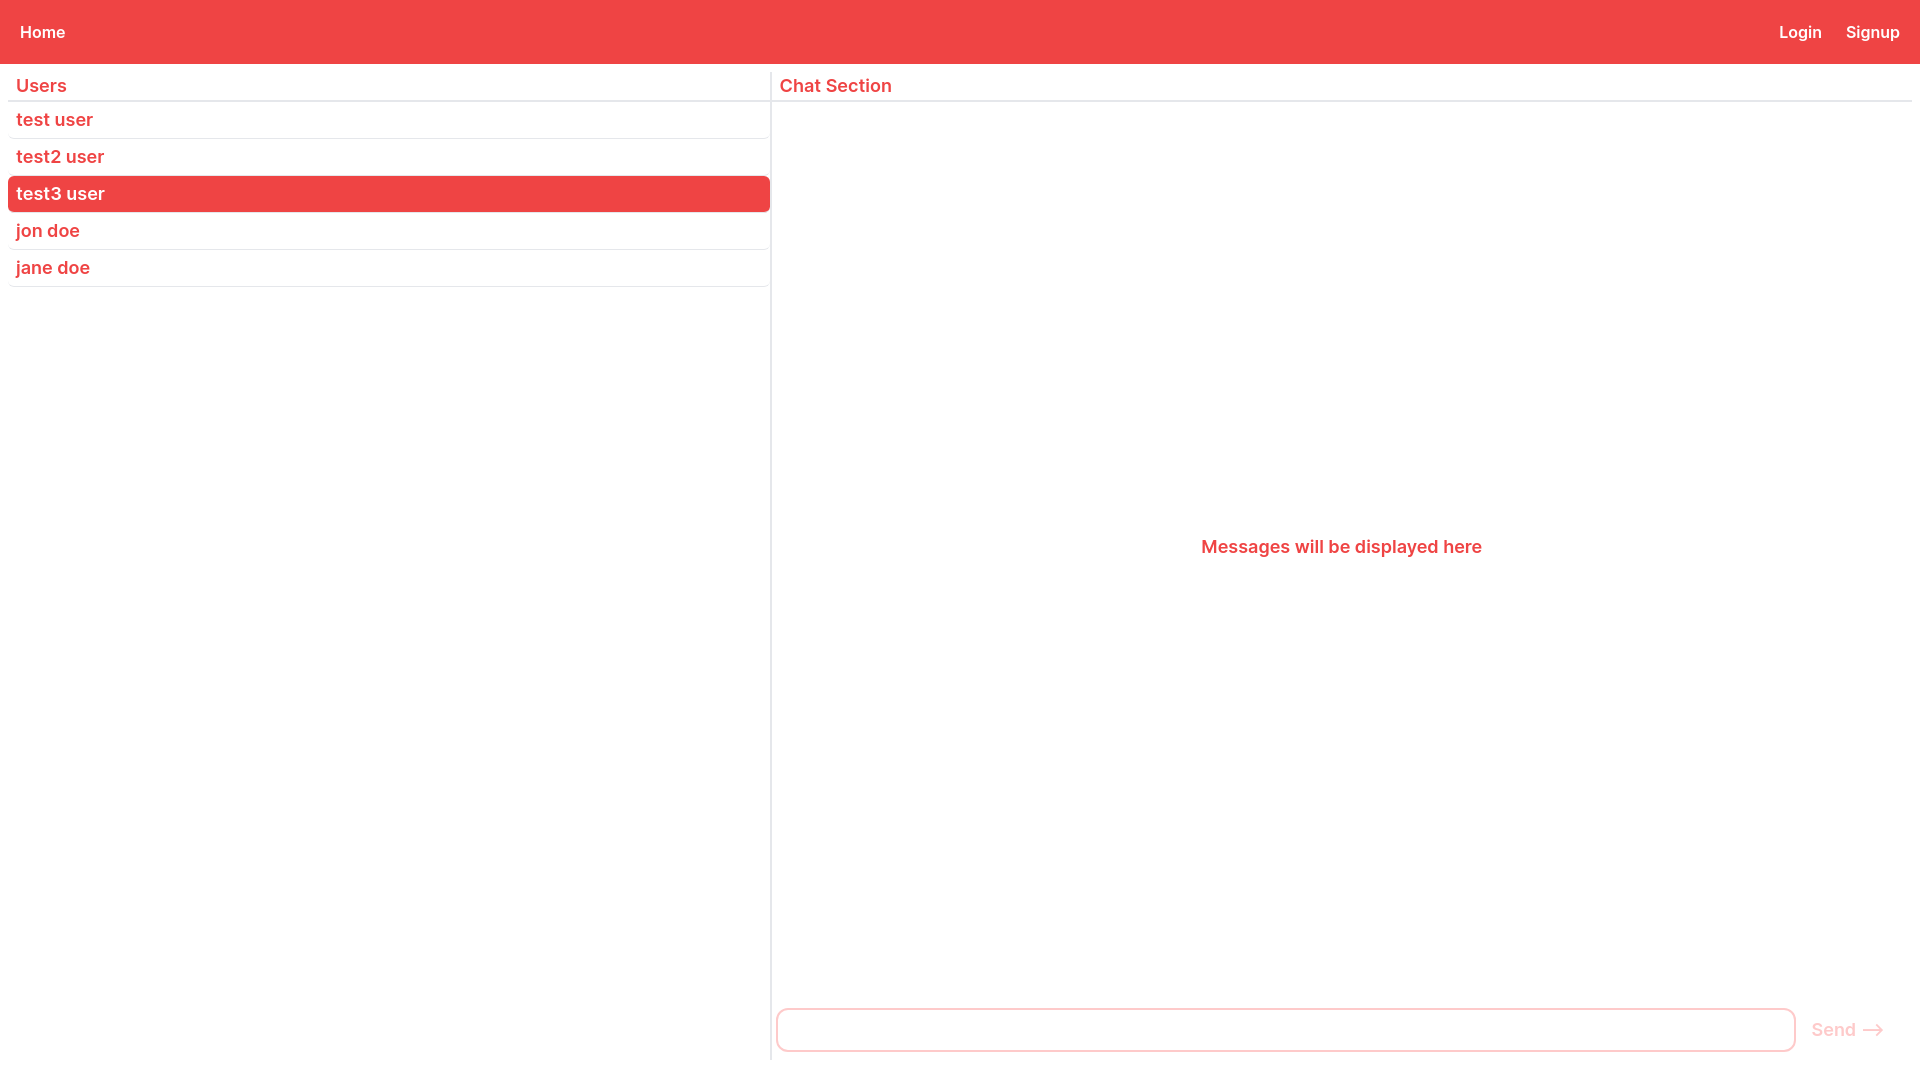 Home
Login
Signup
Users
test user
test2 user
test3 user
jon doe
jane doe
Chat Section
Messages will be displayed here
Send →